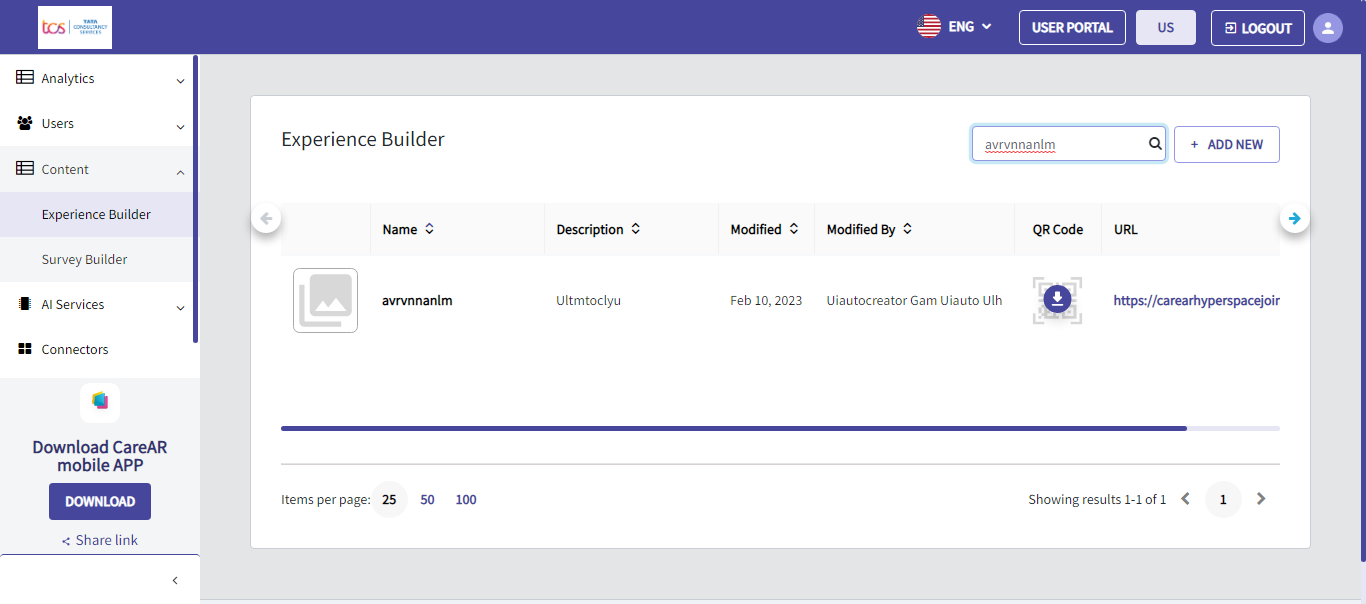 tcs TATA
CONSULTANCY
SERVICES
ENG
USER PORTAL
US
LOGOUT
Analytics
Users
Content
Experience Builder
Survey Builder
AI Services
Connectors
Download CareAR
mobile APP
DOWNLOAD
Share link
Experience Builder
avrvnnanlm
+ ADD NEW
Name Description Modified Modified By QR Code URL
avrvnnanlm Ultmtoclyu Feb 10, 2023 Uiautocreator Gam Uiauto Ulh https://carearhyperspacejoir
Items per page: 25 50 100
Showing results 1-1 of 1 1